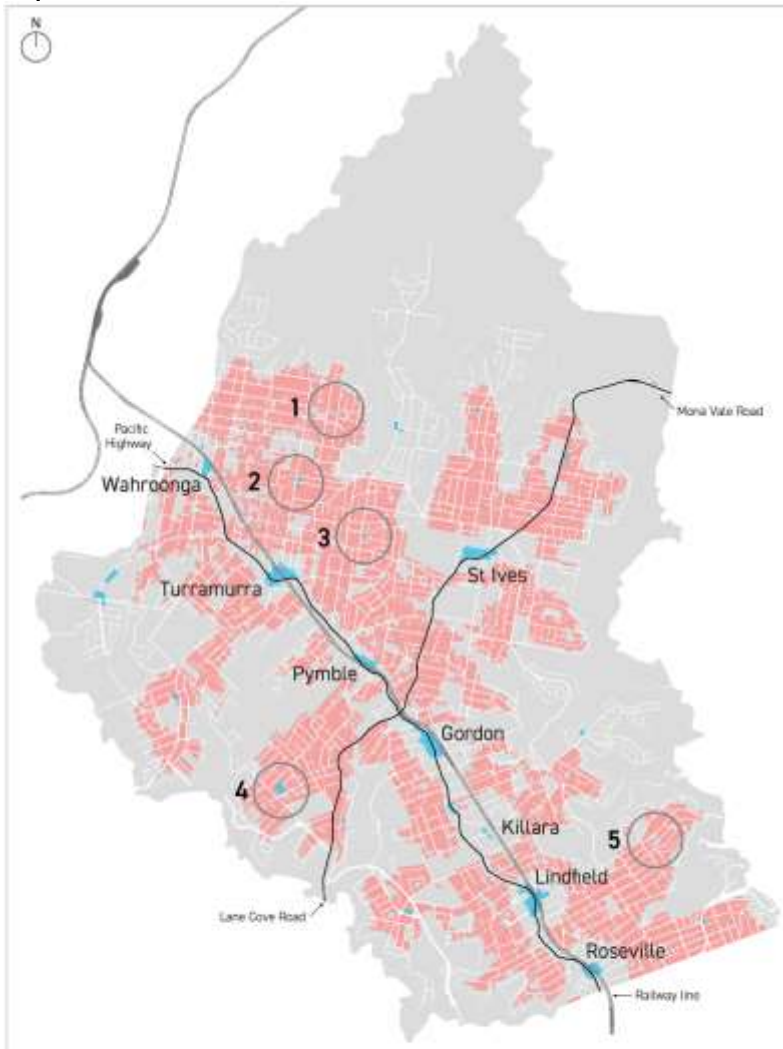 N
1
Mona Vale Road
Pacific
Highway
Wahroonga
2
3
St Ives
Turramurra
Pymble
Gordon
4
Killara
5
Lindfield
Lane Cove Road
Roseville
Railway line